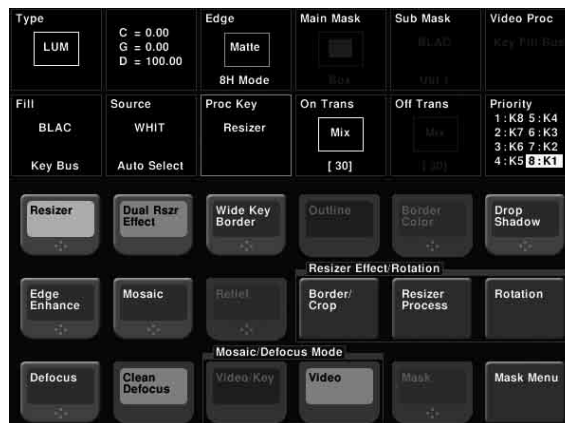 Type
LUM
C = 0.00
G = 0.00
D = 100.00
Edge
Matte
8H Mode
Main Mask
Box
Sub Mask
BLAC
Video Proc
Key Fill Bus
Fill
BLAC
Key Bus
Source
WHIT
Auto Select
Proc Key
Resizer
On Trans
Mix
[ 30]
Off Trans
Mix
[ 30]
Priority
1:K8 5:K4
2:K7 6:K3
3:K6 7:K2
4:K5 8:K1
Resizer
Dual Rszr
Effect
Wide Key
Border
Outline
Border
Color
Drop
Shadow
Resizer Effect/Rotation
Edge
Enhance
Mosaic
Relief
Border/
Crop
Resizer
Process
Rotation
Mosaic/Defocus Mode
Defocus
Clean
Defocus
Video/Key
Video
Mask
Mask Menu